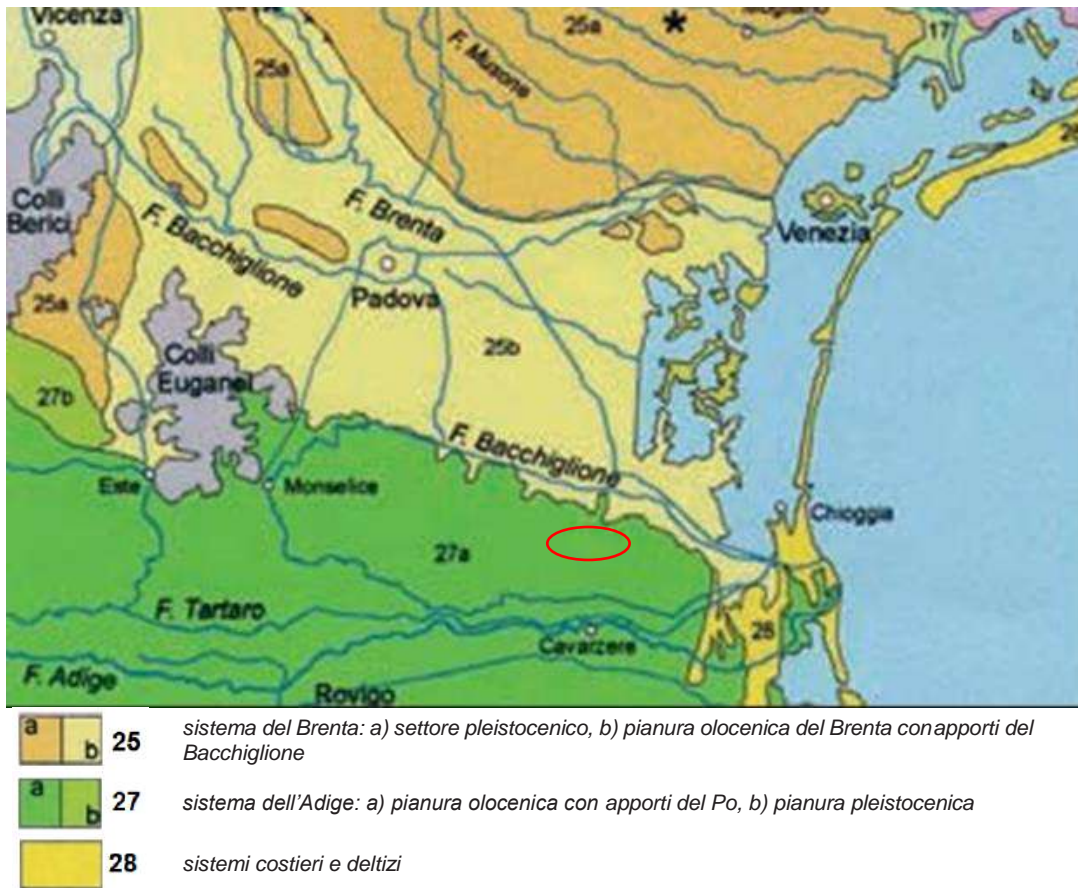 Vicenza
25a
17
F. Musone
25a
Colli
Berici
F. Brenta
F. Bacchiglione
Venezia
Padova
25a
25b
Colli
Euganei
27b
F. Bacchiglione
Este
Monselice
Chioggia
27a
F. Tartaro
28
Cavarzere
F. Adige
Rovigo
a b 25 sistema del Brenta: a) settore pleistocenico, b) pianura olocenica del Brenta conapporti del
Bacchiglione
a b 27 sistema dell'Adige: a) pianura olocenica con apporti del Po, b) pianura pleistocenica
28 sistemi costieri e deltizi